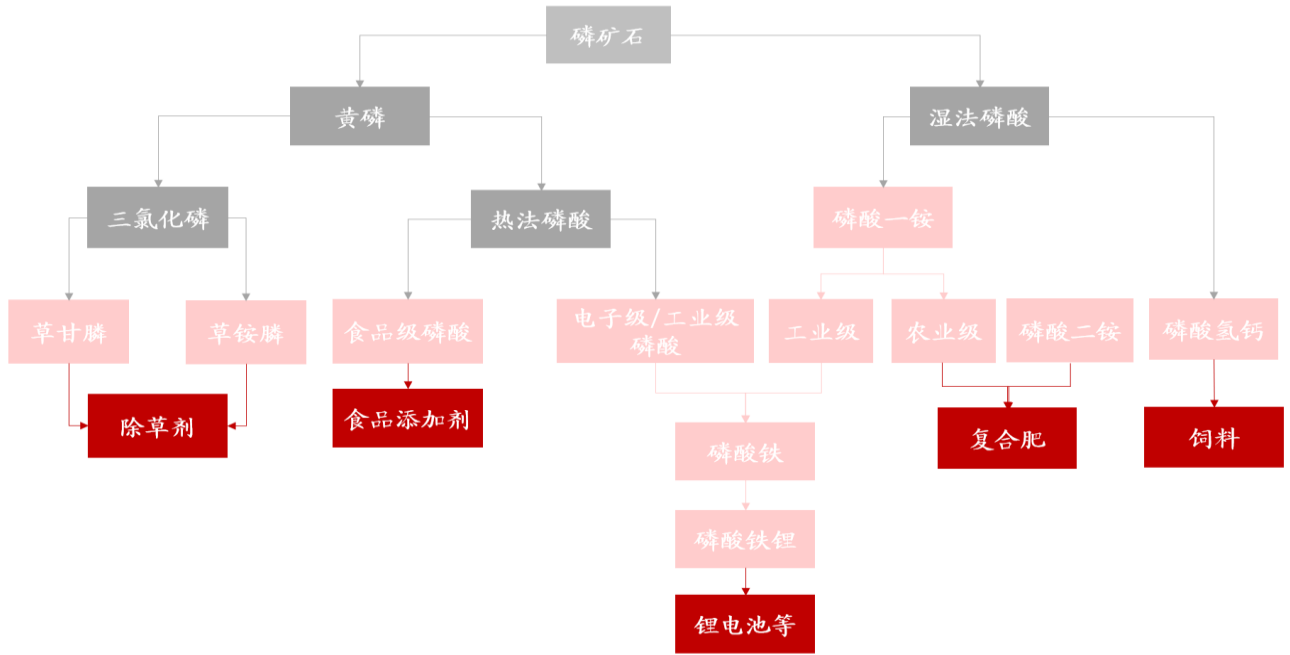 磷矿石
黄磷
湿法磷酸
三氯化磷
热法磷酸
磷酸一铵
草甘膦
草铵膦
食品级磷酸
电子级/工业级
磷酸
工业级
农业级
磷酸二铵
磷酸氢钙
除草剂
食品添加剂
复合肥
饲料
磷酸铁
磷酸铁锂
锂电池等